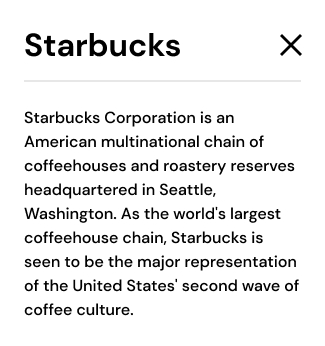 Starbucks
Starbucks Corporation is an
American multinational chain of
coffeehouses and roastery reserves
headquartered in Seattle,
Washington. As the world's largest
coffeehouse chain, Starbucks is
seen to be the major representation
of the United States' second wave of
coffee culture.